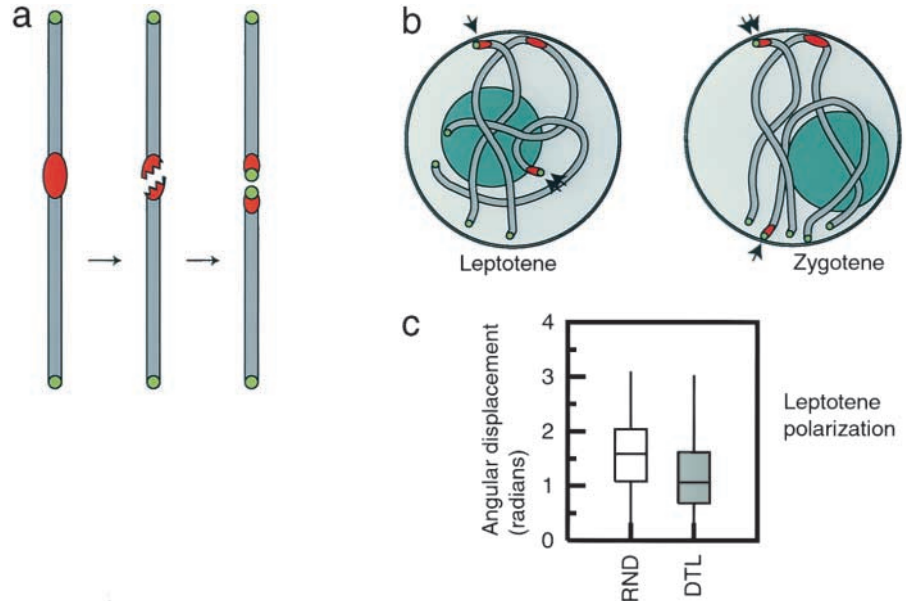 a
b
Leptotene
Zygotene
c
Angular displacement
(radians)
4
3
2
1
0
RND
DTL
Leptotene
polarization